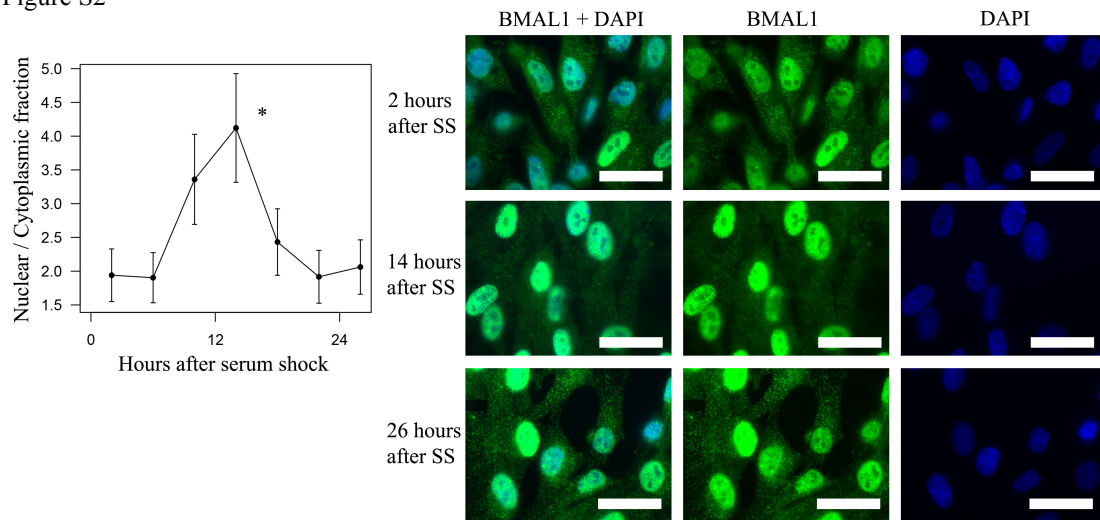 Figure S2
BMAL1 + DAPI
BMAL1
DAPI
Nuclear / Cytoplasmic fraction
5.0
4.5
4.0
3.5
3.0
2.5
2.0
1.5
*
0
12
24
Hours after serum shock
2 hours
after SS
14 hours
after SS
26 hours
after SS